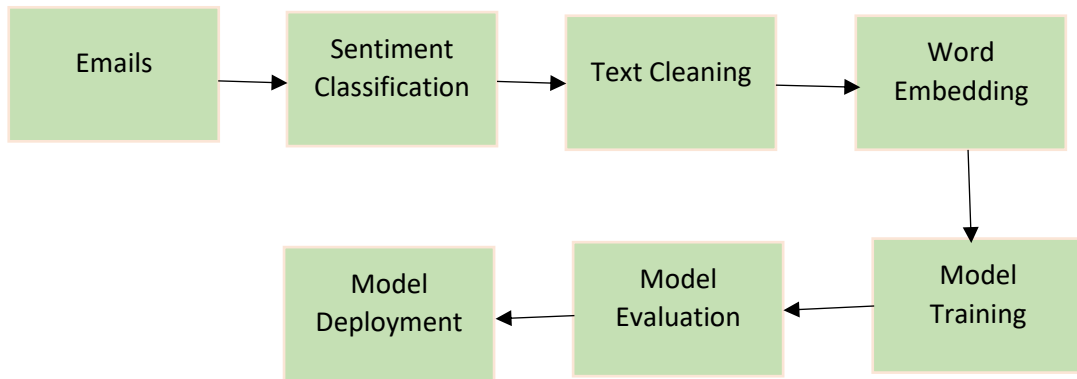 Emails
Sentiment
Classification
Text Cleaning
Word
Embedding
Model
Training
Model
Evaluation
Model
Deployment